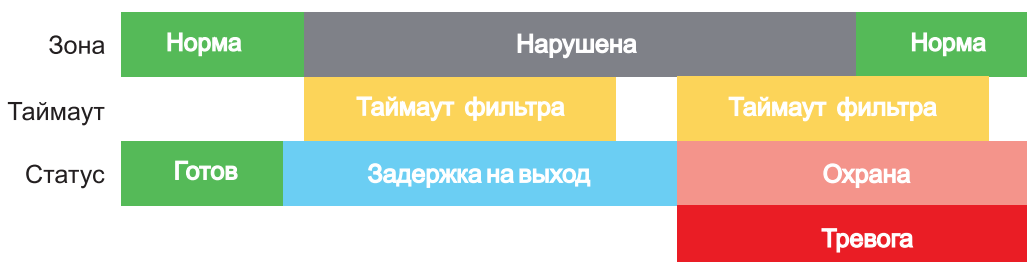 Зона Норма Нарушена Норма
Таймаут Таймаут фильтра Таймаут фильтра
Статус Готов Задержка на выход Охрана
Тревога